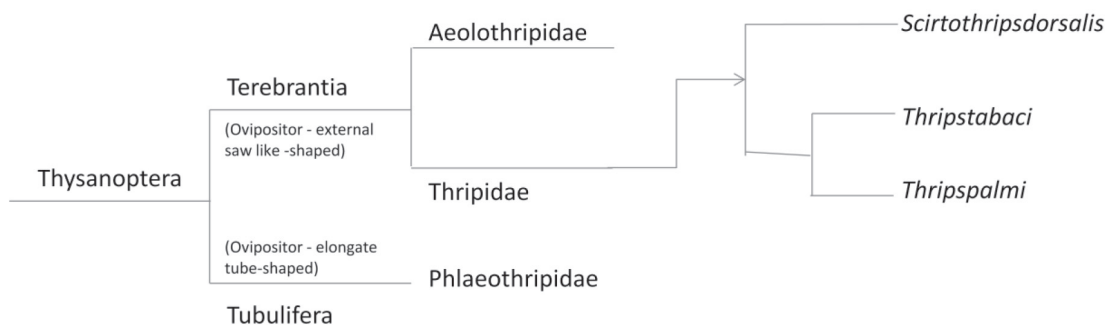 Aeolothripidae
Scirtothripsdorsalis
Terebrantia
(Ovipositor - external
saw like -shaped)
Thripstabaci
Thysanoptera
Thripidae
Thripspalmi
(Ovipositor - elongate
tube-shaped)
Phlaeothripidae
Tubulifera